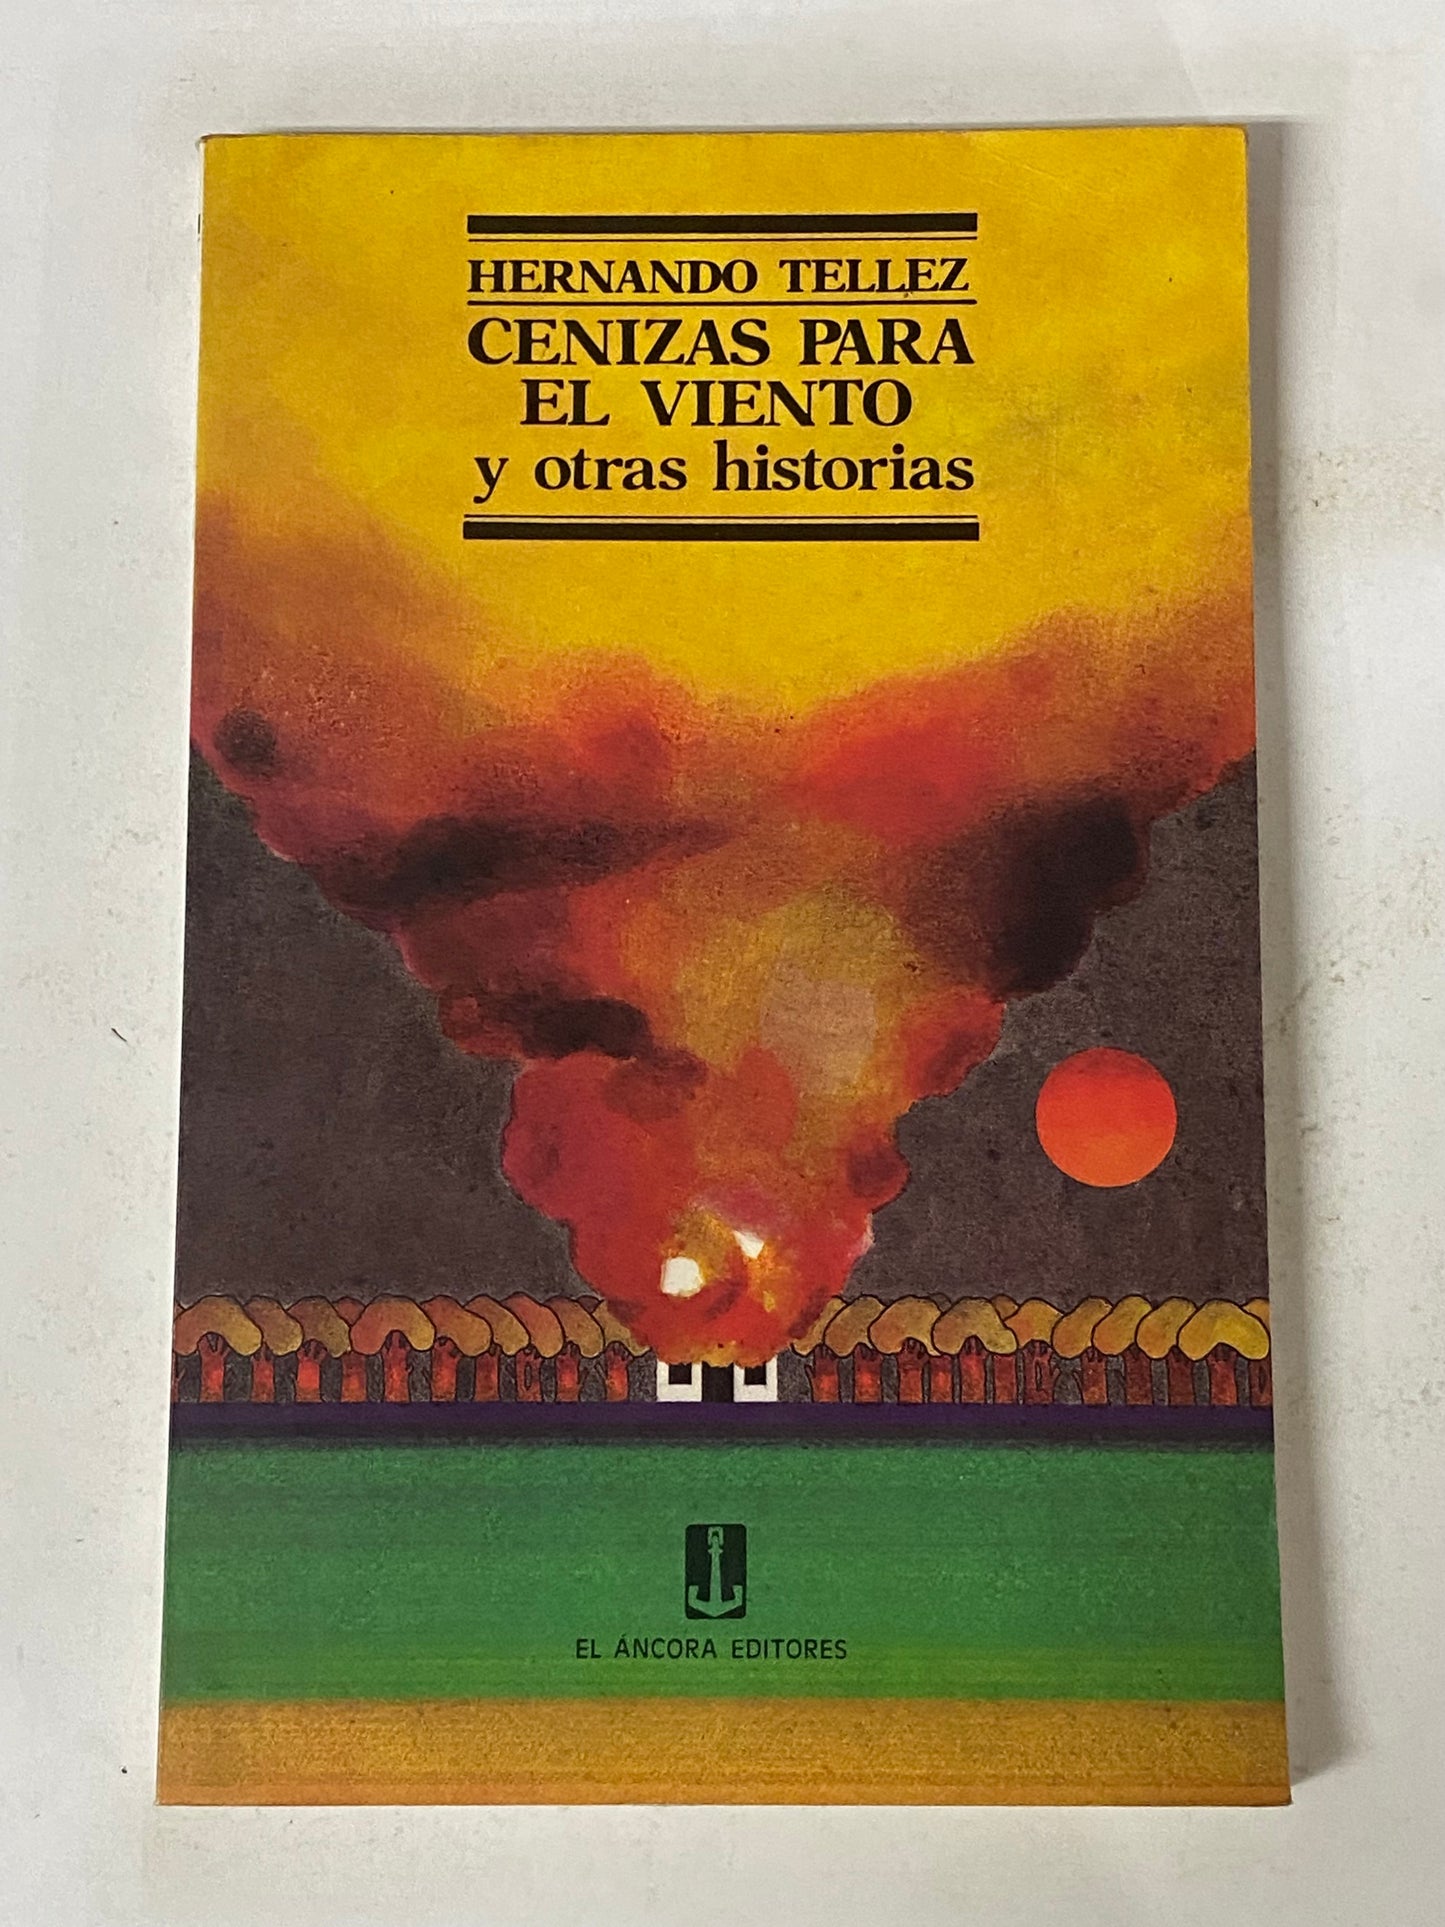 HERNANDO TELLEZ
CENIZAS PARA
EL VIENTO
y otras historias
EL ÁNCORA EDITORES